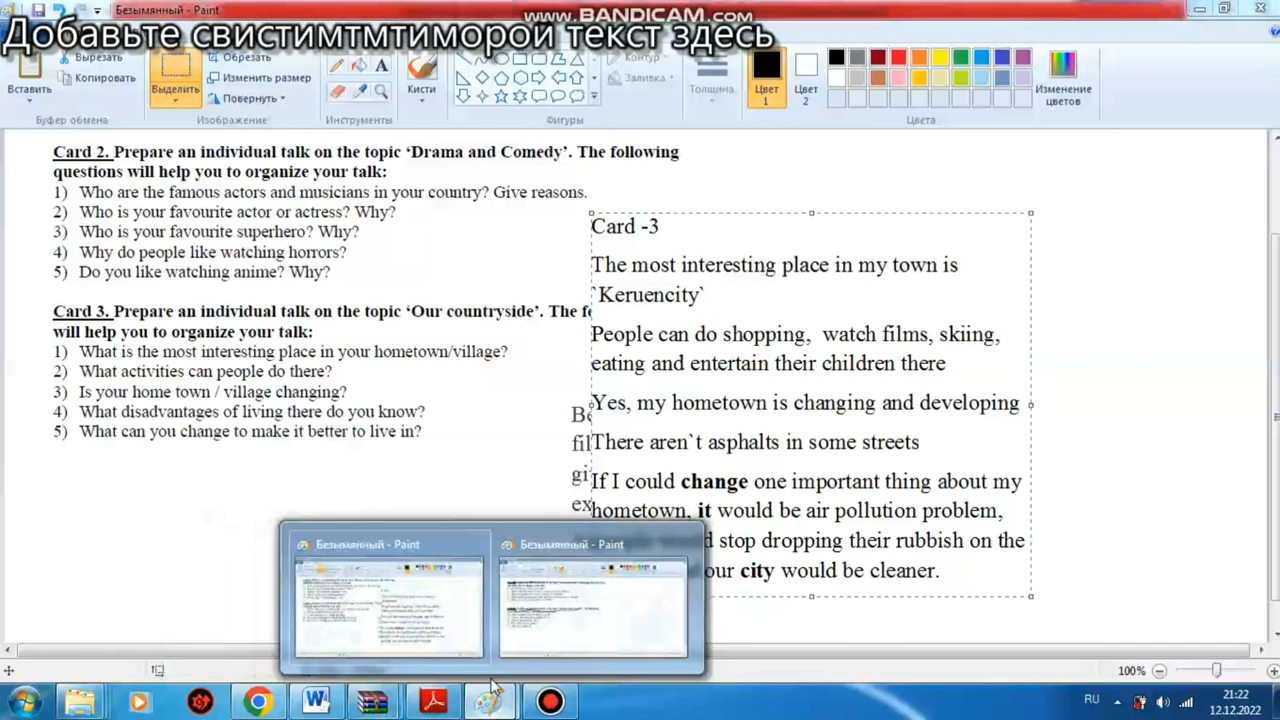 Безымянный - Paint
www.BANDICAM.com
Добавьте свистимтмтиморой текст здесь
Вставить
Вырезать
Копировать
Буфер обмена
Выделить
Обрезать
Изменить размер
Повернуть
Изображение
Инструменты
Кисти
Фигуры
Контур
Заливка
Толщина
Цвет 1
Цвет 2
Изменение цветов
Цвета
Card 2. Prepare an individual talk on the topic ‘Drama and Comedy’. The following
questions will help you to organize your talk:
1) Who are the famous actors and musicians in your country? Give reasons.
2) Who is your favourite actor or actress? Why?
3) Who is your favourite superhero? Why?
4) Why do people like watching horrors?
5) Do you like watching anime? Why?
Card 3. Prepare an individual talk on the topic ‘Our countryside’. The
will help you to organize your talk:
1) What is the most interesting place in your hometown/village?
2) What activities can people do there?
3) Is your home town / village changing?
4) What disadvantages of living there do you know?
5) What can you change to make it better to live in?
Card -3
The most interesting place in my town is
`Keruencity`
People can do shopping, watch films, skiing,
eating and entertain their children there
Yes, my hometown is changing and developing
There aren`t asphalts in some streets
If I could change one important thing about my
hometown, it would be air pollution problem,
stop dropping their rubbish on the
our city would be cleaner.
Безымянный - Paint
Безымянный - Paint
100%
RU
21:22
12.12.2022